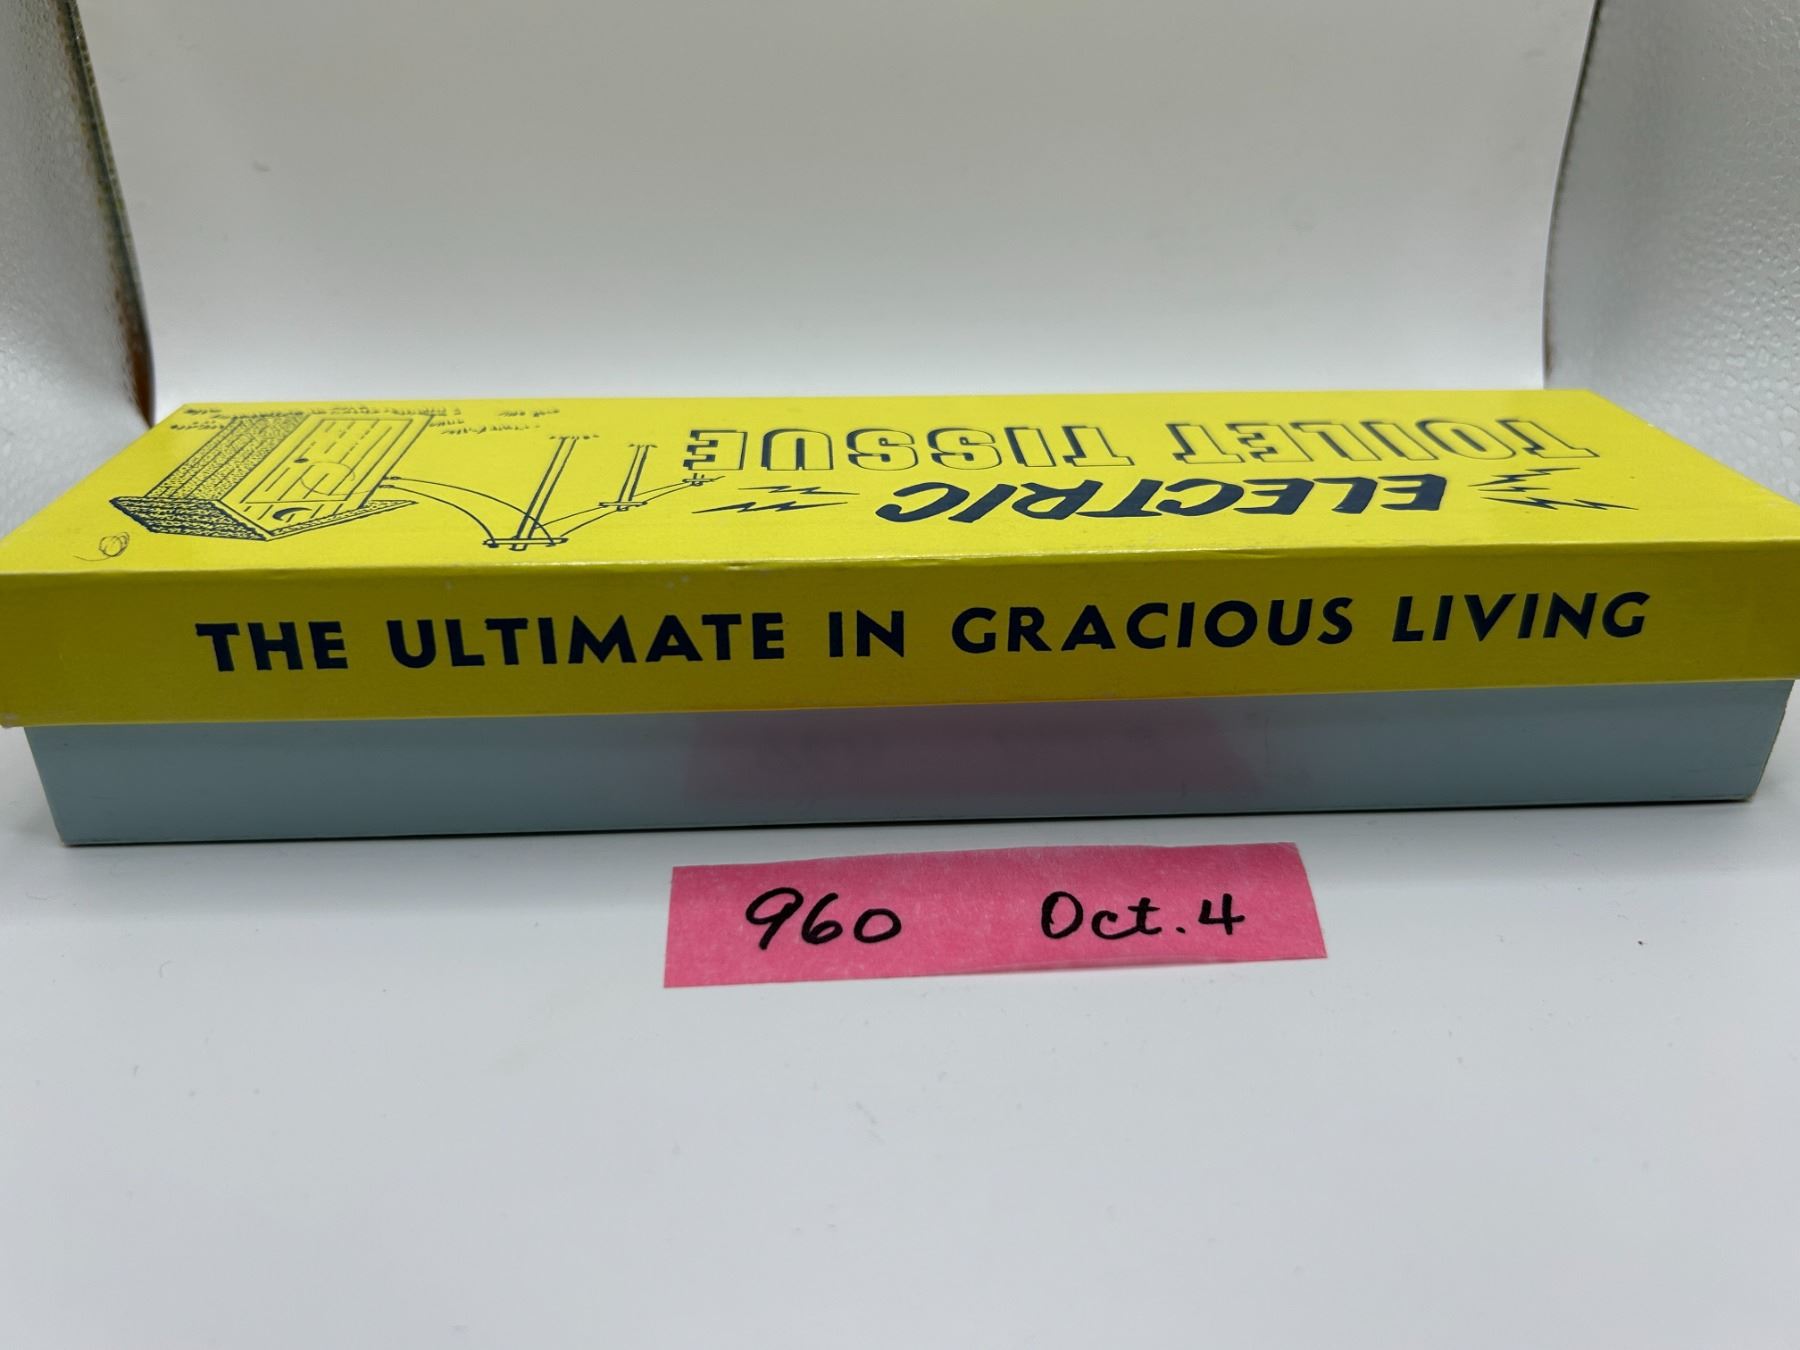 ELECTRIC
TOILET TISSUE
THE ULTIMATE IN GRACIOUS LIVING
960 Oct. 4